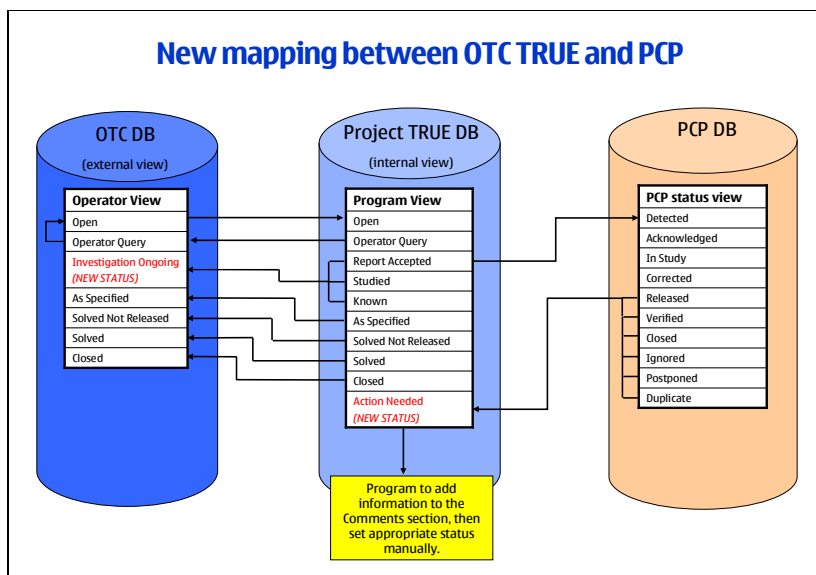 New mapping between OTC TRUE and PCP
OTC DB
(external view)
Operator View
Open
Operator Query
Investigation Ongoing
(NEW STATUS)
As Specified
Solved Not Released
Solved
Closed
Project TRUE DB
(internal view)
Program View
Open
Operator Query
Report Accepted
Studied
Known
As Specified
Solved Not Released
Solved
Closed
Action Needed
(NEW STATUS)
Program to add
information to the
Comments section, then
set appropriate status
manually.
PCP DB
PCP status view
Detected
Acknowledged
In Study
Corrected
Released
Verified
Closed
Ignored
Postponed
Duplicate